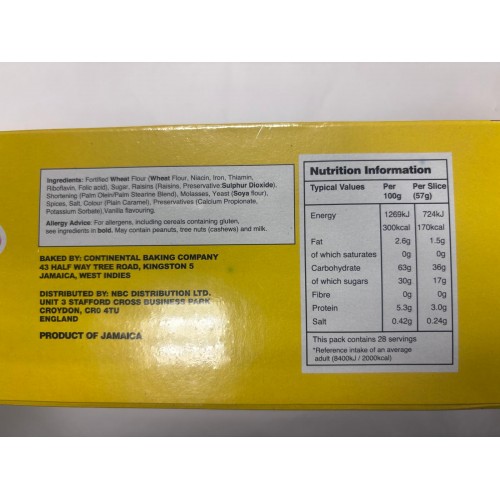 Ingredients: Fortified Wheat Flour (Wheat Flour, Niacin, Iron, Thiamin,
Riboflavin, Folic acid), Sugar, Raisins (Raisins, Preservative:Sulphur Dioxide),
Shortening (Palm Olein/Palm Stearine Blend), Molasses, Yeast (Soya flour),
Spices, Salt, Colour (Plain Caramel), Preservatives (Calcium Propionate,
Potassium Sorbate),Vanilla flavouring;
Allergy Advice: For allergens, including cereals containing gluten,
see ingredients in bold. May contain peanuts, tree nuts (cashews) and milk.
BAKED BY: CONTINENTAL BAKING COMPANY
43 HALF WAY TREE ROAD, KINGSTON 5
JAMAICA, WEST INDIES
DISTRIBUTED BY: NBC DISTRIBUTION LTD.
UNIT 3 STAFFORD CROSS BUSINESS PARK
CROYDON, CR0 4TU
ENGLAND
PRODUCT OF JAMAICA
Nutrition Information
Typical Values Per 100g Per Slice (57g)
Energy 1269kJ 724kJ
300kcal 170kcal
Fat 2.6g 1.5g
of which saturates 0g 0g
Carbohydrate 63g 36g
of which sugars 30g 17g
Fibre 0g 0g
Protein 5.3g 3.0g
Salt 0.42g 0.24g
This pack contains 28 servings
*Reference intake of an average
adult (8400kJ / 2000kcal)